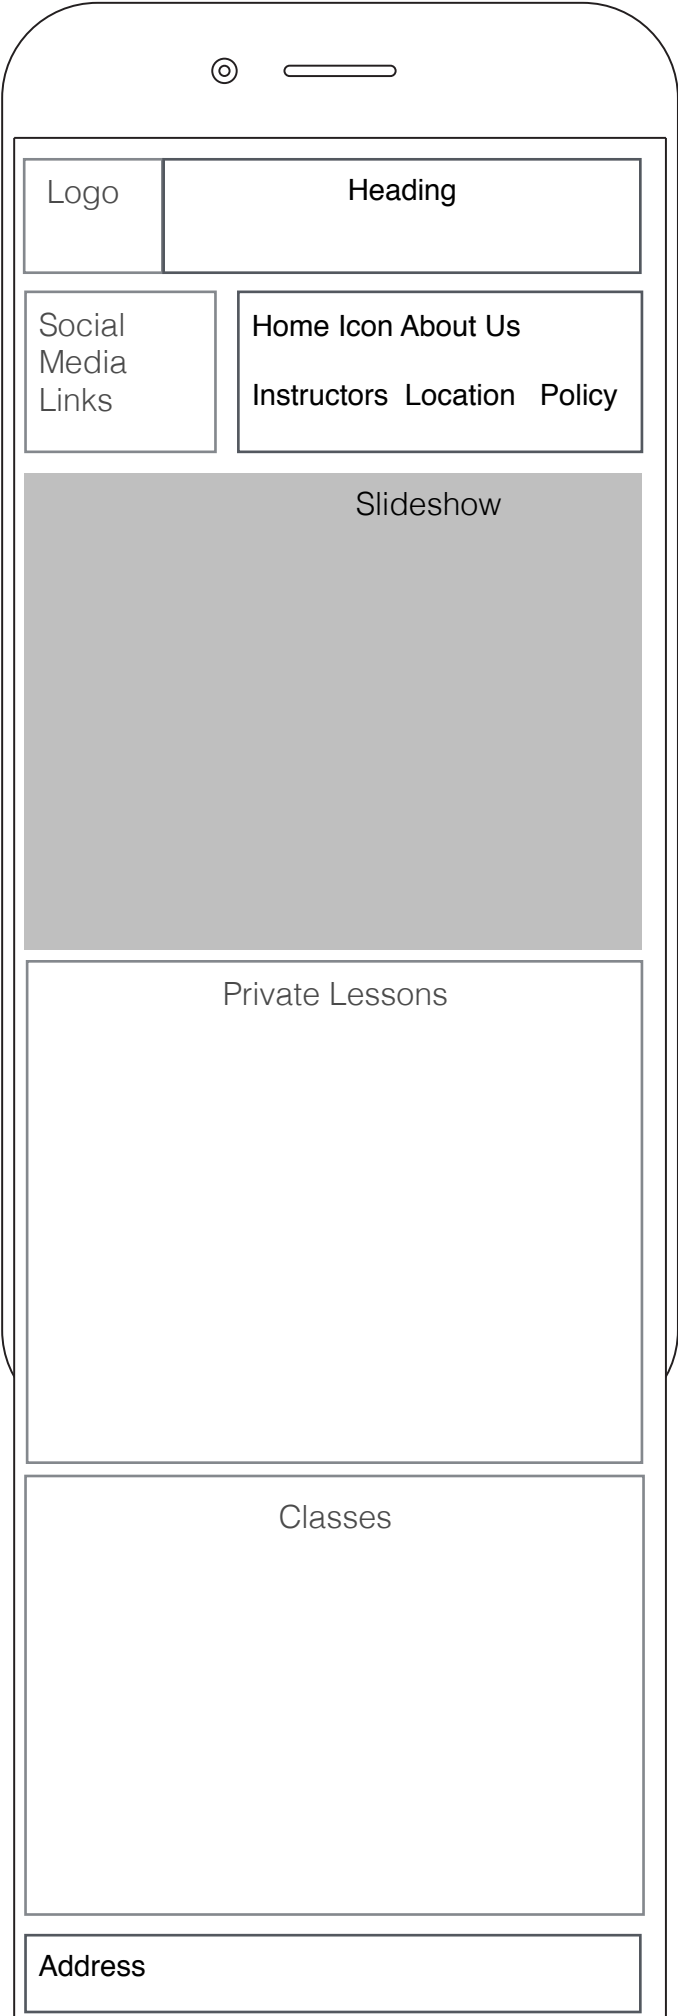 Logo
Heading
Social
Media
Links
Home Icon About Us
Instructors Location Policy
Slideshow
Private Lessons
Classes
Address